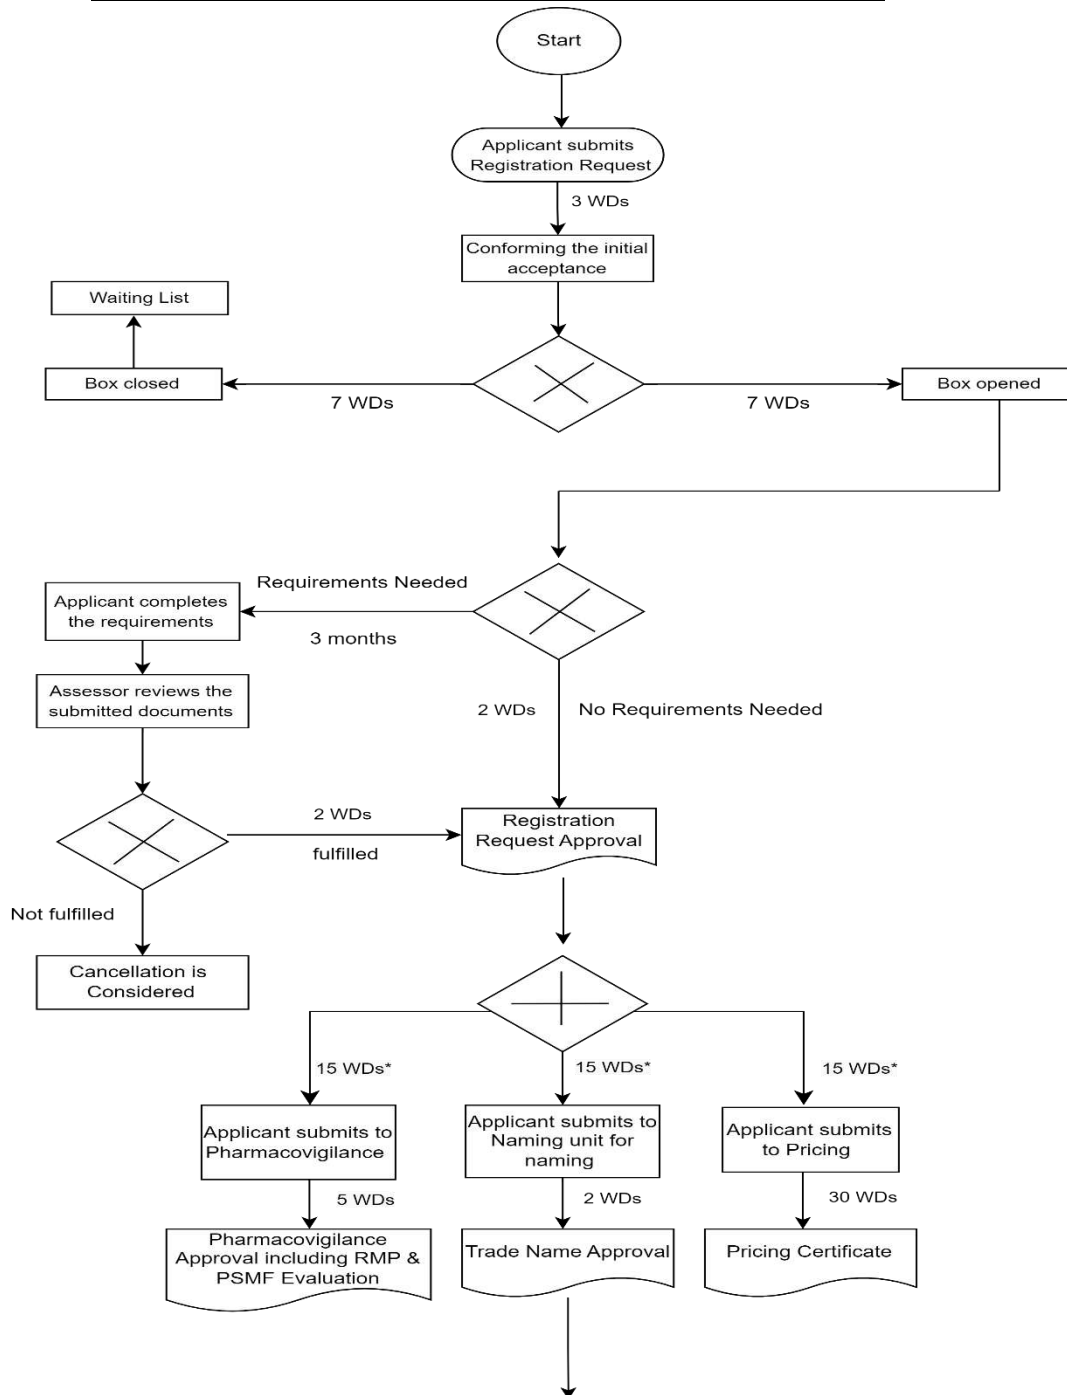 Start
Applicant submits
Registration Request
3 WDs
Conforming the initial
acceptance
Waiting List
Box closed
7 WDs
7 WDs
Box opened
Requirements Needed
3 months
Applicant completes
the requirements
Assessor reviews the
submitted documents
2 WDs
No Requirements Needed
2 WDs
fulfilled
Registration
Request Approval
Not fulfilled
Cancellation is
Considered
15 WDs*
15 WDs*
15 WDs*
Applicant submits to
Pharmacovigilance
Applicant submits to
Naming unit for
naming
Applicant submits
to Pricing
5 WDs
2 WDs
30 WDs
Pharmacovigilance
Approval including RMP &
PSMF Evaluation
Trade Name Approval
Pricing Certificate